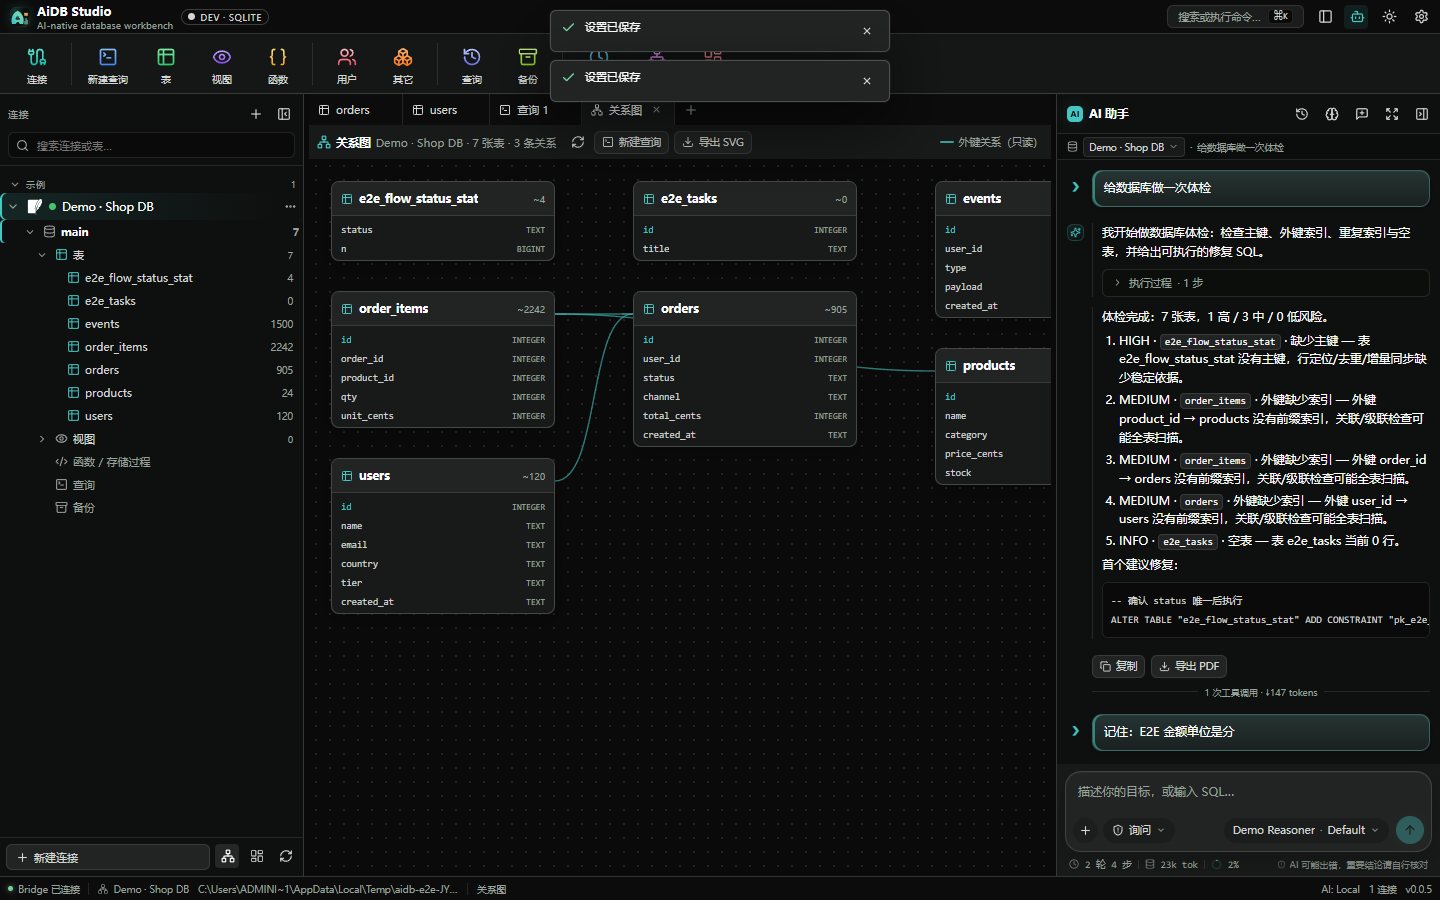 AiDB Studio
AI-native database workbench
DEV · SQLITE
搜索或执行命令... ⌘K
设置已保存
设置已保存
连接
新建查询
表
视图
函数
用户
其它
查询
备份
连接
搜索连接或表...
示例 1
Demo · Shop DB
main 7
表 7
e2e_flow_status_stat 4
e2e_tasks 0
events 1500
order_items 2242
orders 905
products 24
users 120
视图 0
函数 / 存储过程
查询
备份
新建连接
orders
users
查询 1
关系图
关系图 Demo · Shop DB · 7 张表 · 3 条关系
新建查询
导出 SVG
外键关系（只读）
e2e_flow_status_stat ~4
status TEXT
n BIGINT
e2e_tasks ~0
id INTEGER
title TEXT
events
id
user_id
type
payload
created_at
order_items ~2242
id INTEGER
order_id INTEGER
product_id INTEGER
qty INTEGER
unit_cents INTEGER
orders ~905
id INTEGER
user_id INTEGER
status TEXT
channel TEXT
total_cents INTEGER
created_at TEXT
products
id
name
category
price_cents
stock
users ~120
id INTEGER
name TEXT
email TEXT
country TEXT
tier TEXT
created_at TEXT
AI AI 助手
Demo · Shop DB · 给数据库做一次体检
给数据库做一次体检
我开始做数据库体检：检查主键、外键索引、重复索引与空
表，并给出可执行的修复 SQL。
执行过程 · 1 步
体检完成：7 张表，1 高 / 3 中 / 0 低风险。
1. HIGH · e2e_flow_status_stat · 缺少主键 — 表
e2e_flow_status_stat 没有主键，行定位/去重/增量同步缺
少稳定依据。
2. MEDIUM · order_items · 外键缺少索引 — 外键
product_id → products 没有前缀索引，关联/级联检查可
能全表扫描。
3. MEDIUM · order_items · 外键缺少索引 — 外键 order_id
→ orders 没有前缀索引，关联/级联检查可能全表扫描。
4. MEDIUM · orders · 外键缺少索引 — 外键 user_id →
users 没有前缀索引，关联/级联检查可能全表扫描。
5. INFO · e2e_tasks · 空表 — 表 e2e_tasks 当前 0 行。
首个建议修复：
-- 确认 status 唯一后执行
ALTER TABLE "e2e_flow_status_stat" ADD CONSTRAINT "pk_e2e_
复制
导出 PDF
1 次工具调用 · ↓147 tokens
记住：E2E 金额单位是分
描述你的目标，或输入 SQL...
询问
Demo Reasoner · Default
2 轮 4 步 23k tok 2% AI 可能出错，重要结论请自行核对
Bridge 已连接 Demo · Shop DB C:\Users\ADMINI~1\AppData\Local\Temp\aidb-e2e-JY... 关系图
AI: Local 1 连接 v0.0.5